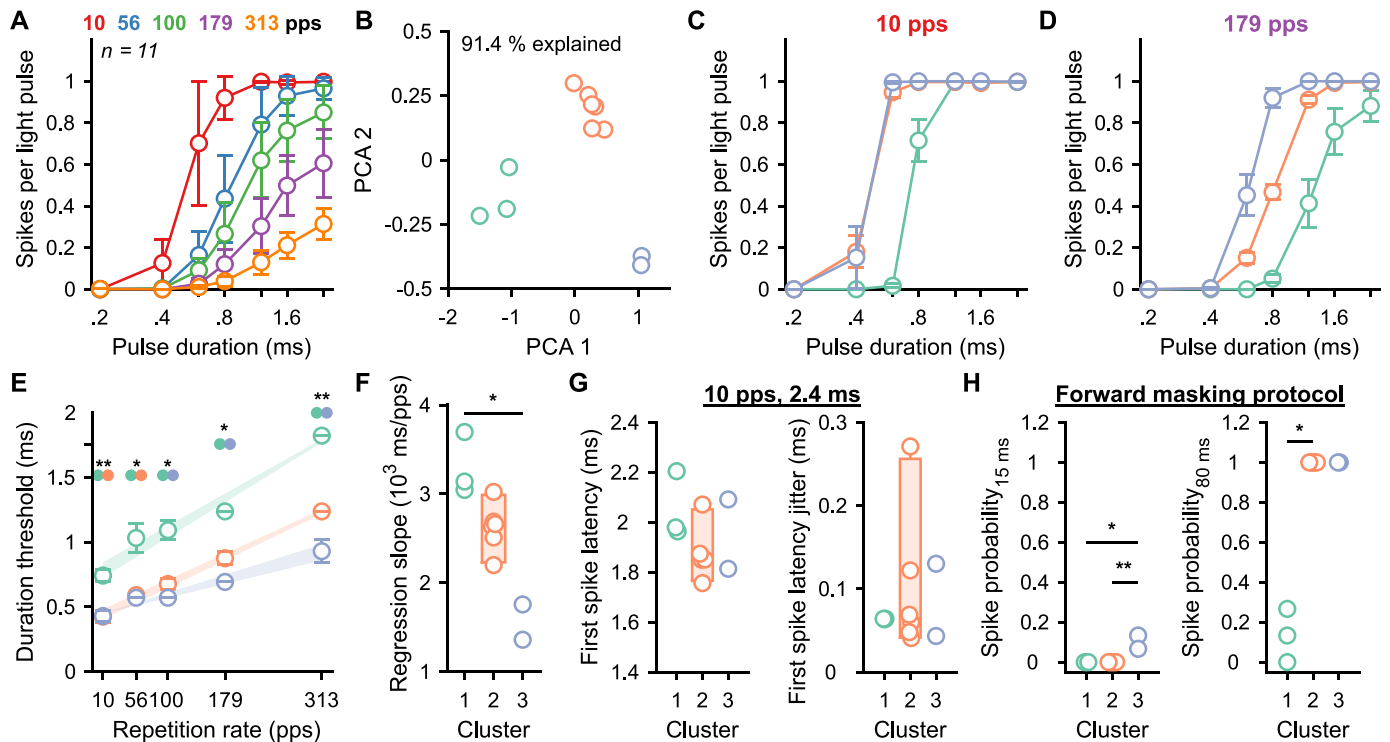 A
10 56 100 179 313 pps
n = 11
Spikes per light pulse
1
0.8
0.6
0.4
0.2
0
.2 .4 .8 1.6
Pulse duration (ms)
B
91.4 % explained
PCA 2
0.5
0.25
0
-0.25
-0.5
-2 -1 0 1
PCA 1
C
10 pps
Spikes per light pulse
1
0.8
0.6
0.4
0.2
0
.2 .4 .8 1.6
Pulse duration (ms)
D
179 pps
Spikes per light pulse
1
0.8
0.6
0.4
0.2
0
.2 .4 .8 1.6
Pulse duration (ms)
E
Duration threshold (ms)
2
1.5
1
0.5
0
** * * * **
10 56 100 179 313
Repetition rate (pps)
F
Regression slope (10³ ms/pps)
4
3
2
1
*
1 2 3
Cluster
G
10 pps, 2.4 ms
First spike latency (ms)
2.4
2.2
2
1.8
1.6
1.4
1 2 3
Cluster
First spike latency jitter (ms)
0.3
0.2
0.1
0
1 2 3
Cluster
H
Forward masking protocol
Spike probability15 ms
1.2
1
0.8
0.6
0.4
0.2
0
*
**
1 2 3
Cluster
Spike probability80 ms
1.2
1
0.8
0.6
0.4
0.2
0
*
1 2 3
Cluster